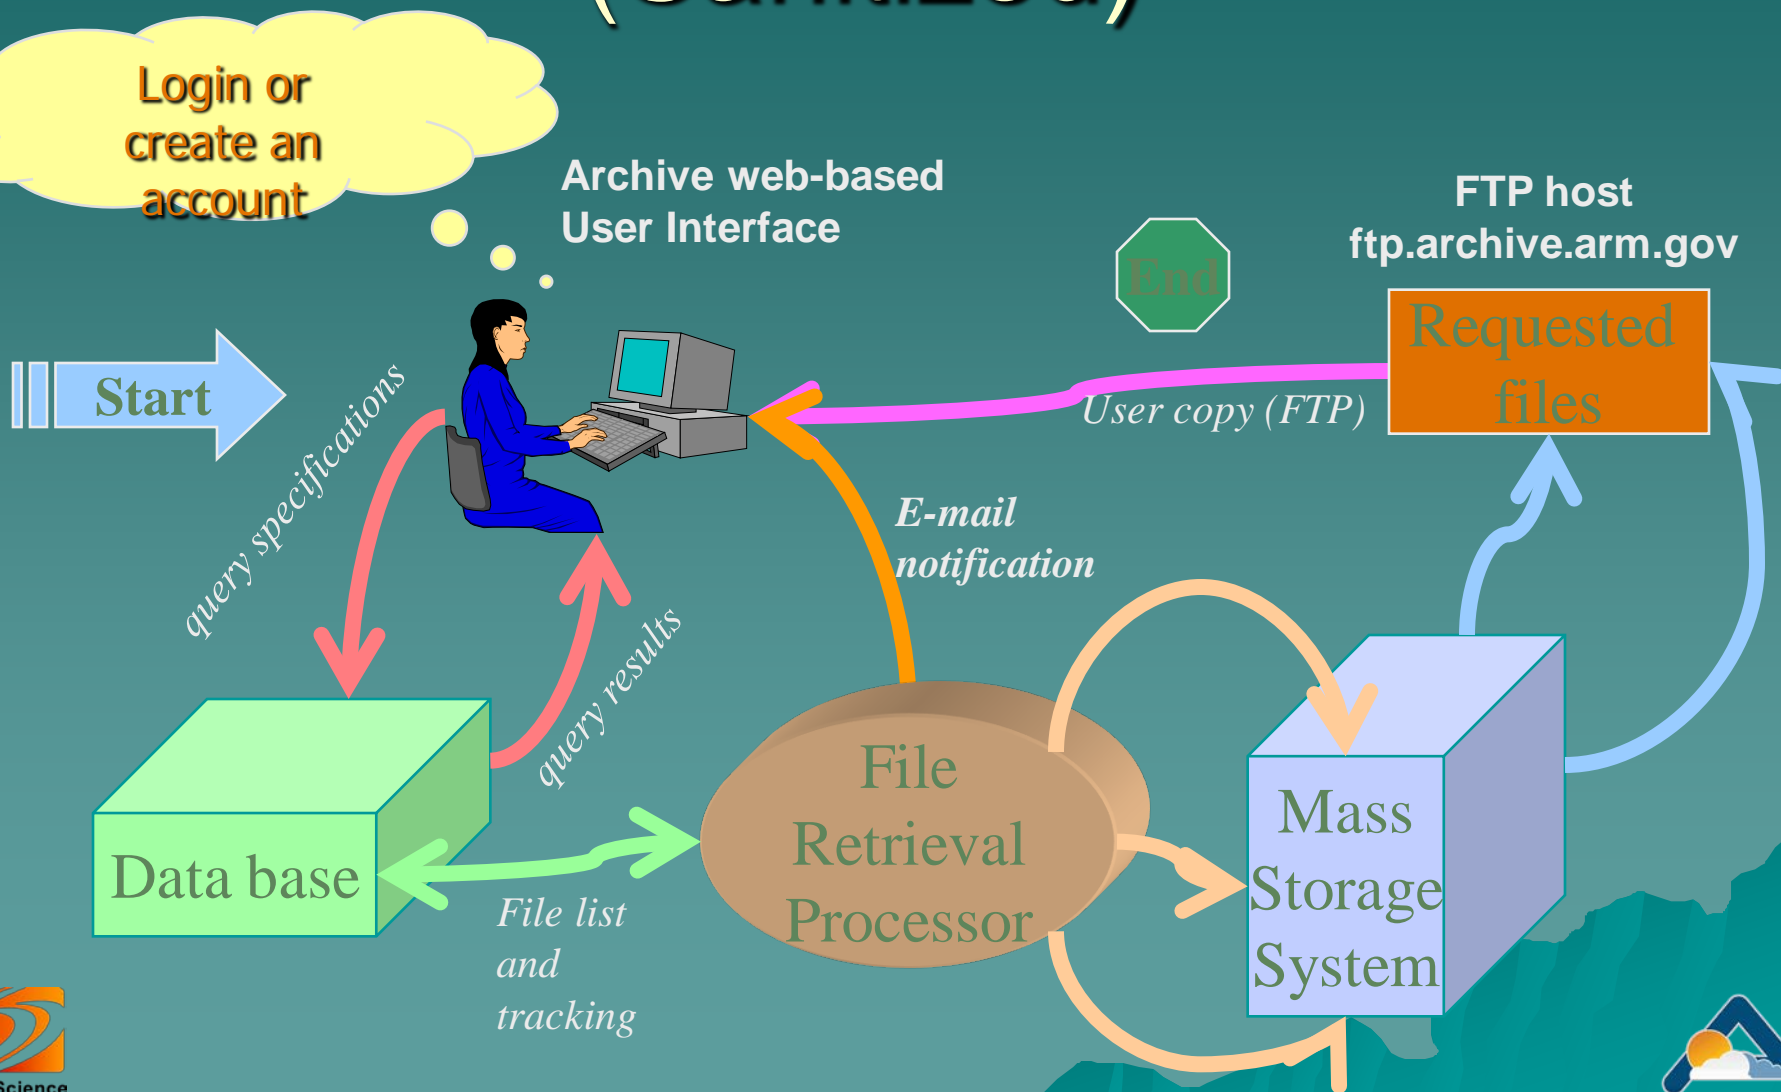 Login or
create an
account
Archive web-based
User Interface
FTP host
ftp.archive.arm.gov
End
Requested
files
Start
User copy (FTP)
query specifications
E-mail
notification
query results
File
Retrieval
Processor
Mass
Storage
System
Data base
File list
and
tracking
Science